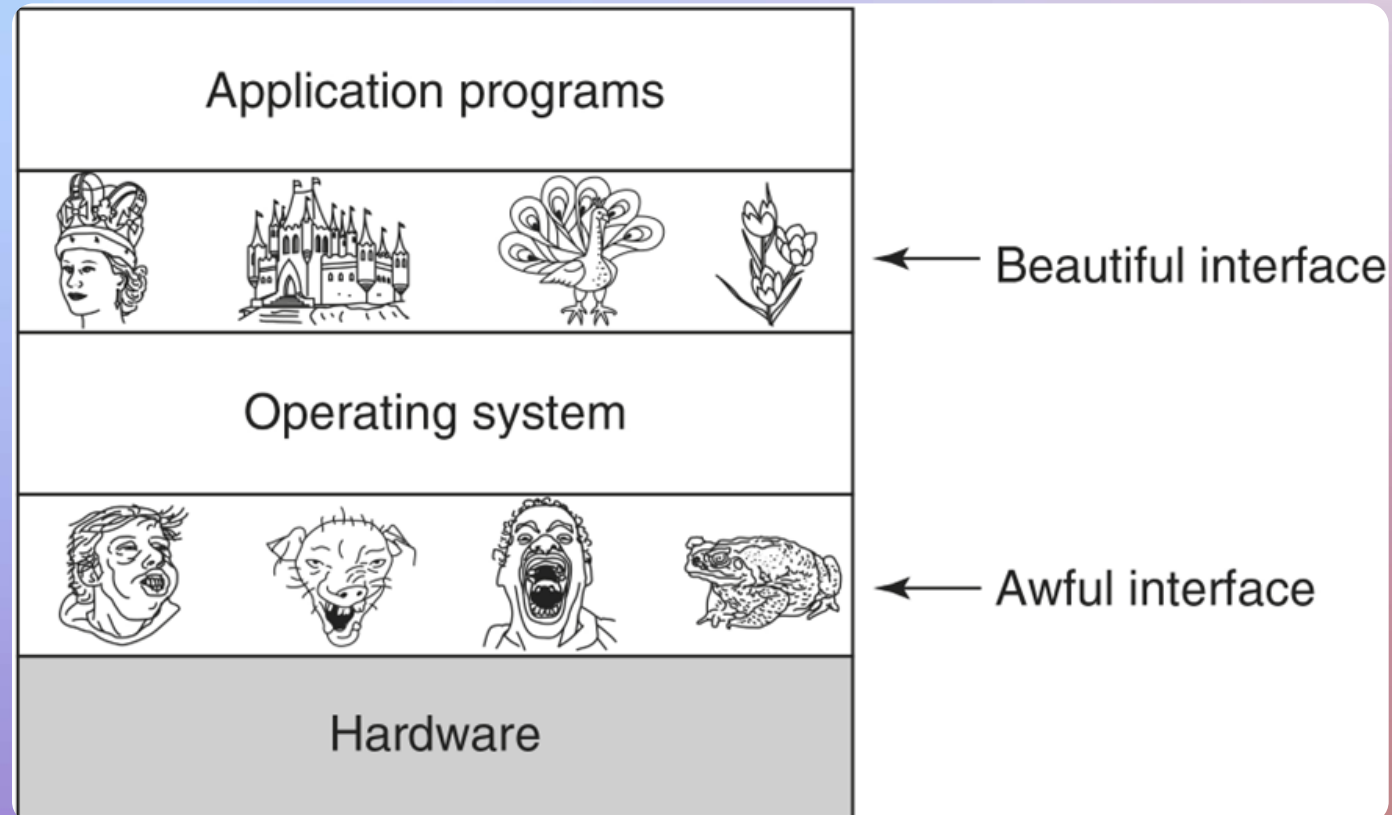 Application programs
Beautiful interface
Operating system
Awful interface
Hardware